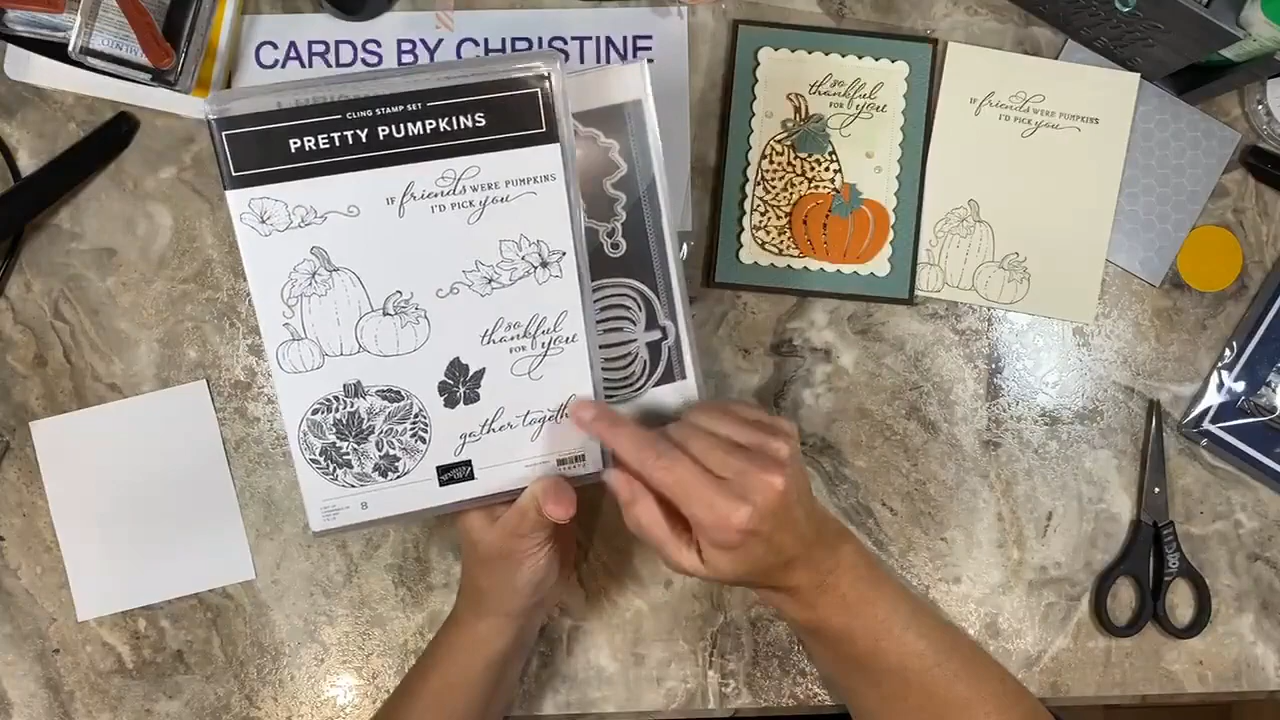 CARDS BY CHRISTINE
CLING STAMP SET
PRETTY PUMPKINS
IF friends WERE PUMPKINS
I'D PICK you
so
thankful
FOR you
gather togeth
8
so
thankful
FOR you
IF friends WERE PUMPKINS
I'D PICK you